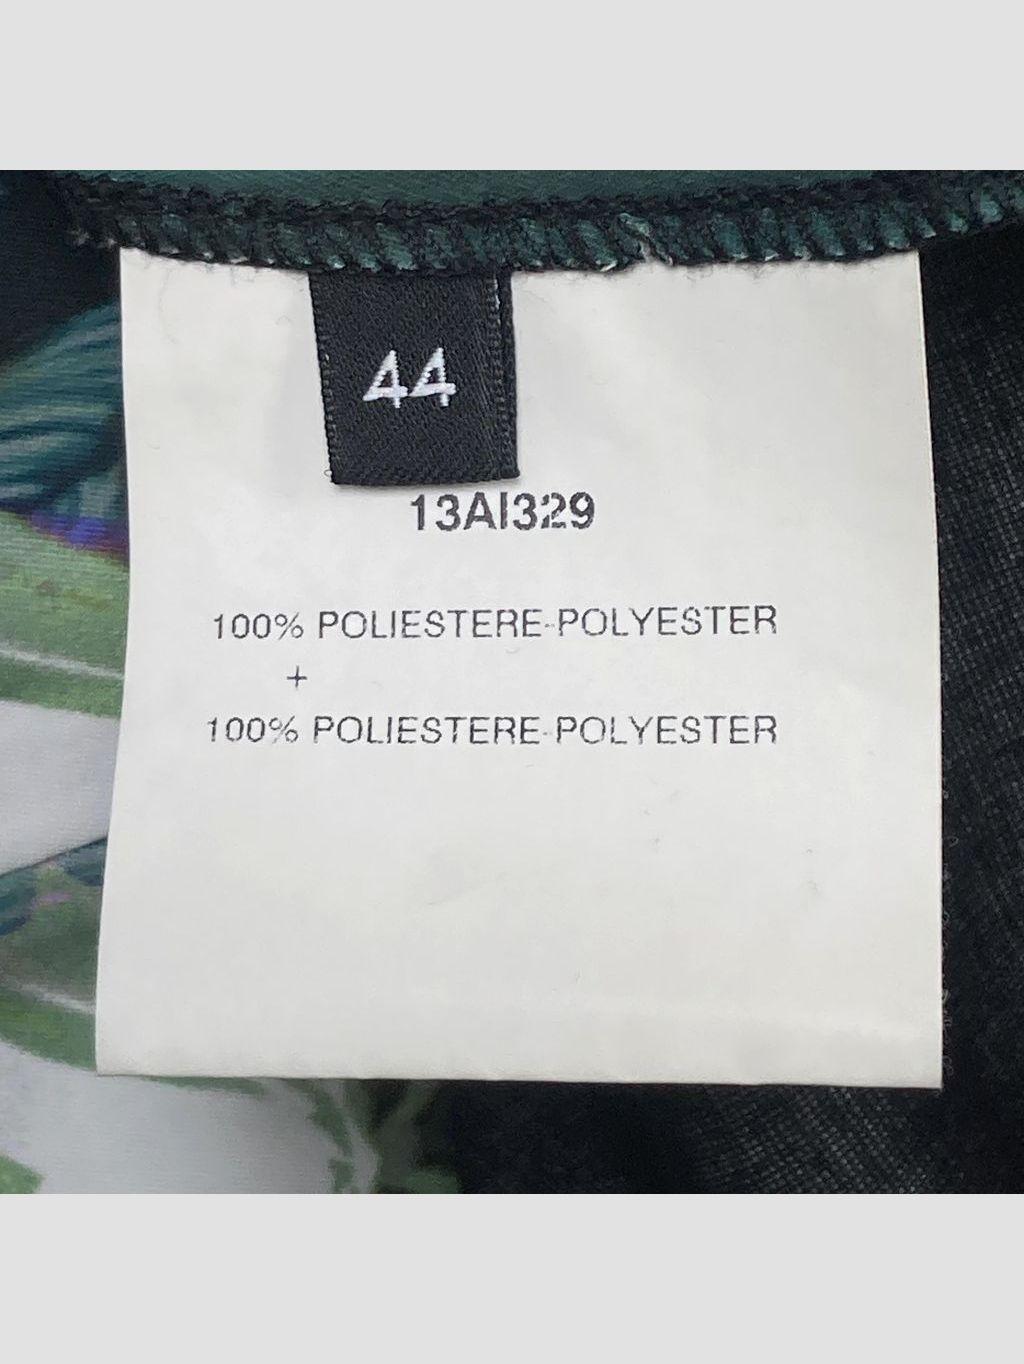 44
13AI329
100% POLIESTERE-POLYESTER
+
100% POLIESTERE-POLYESTER